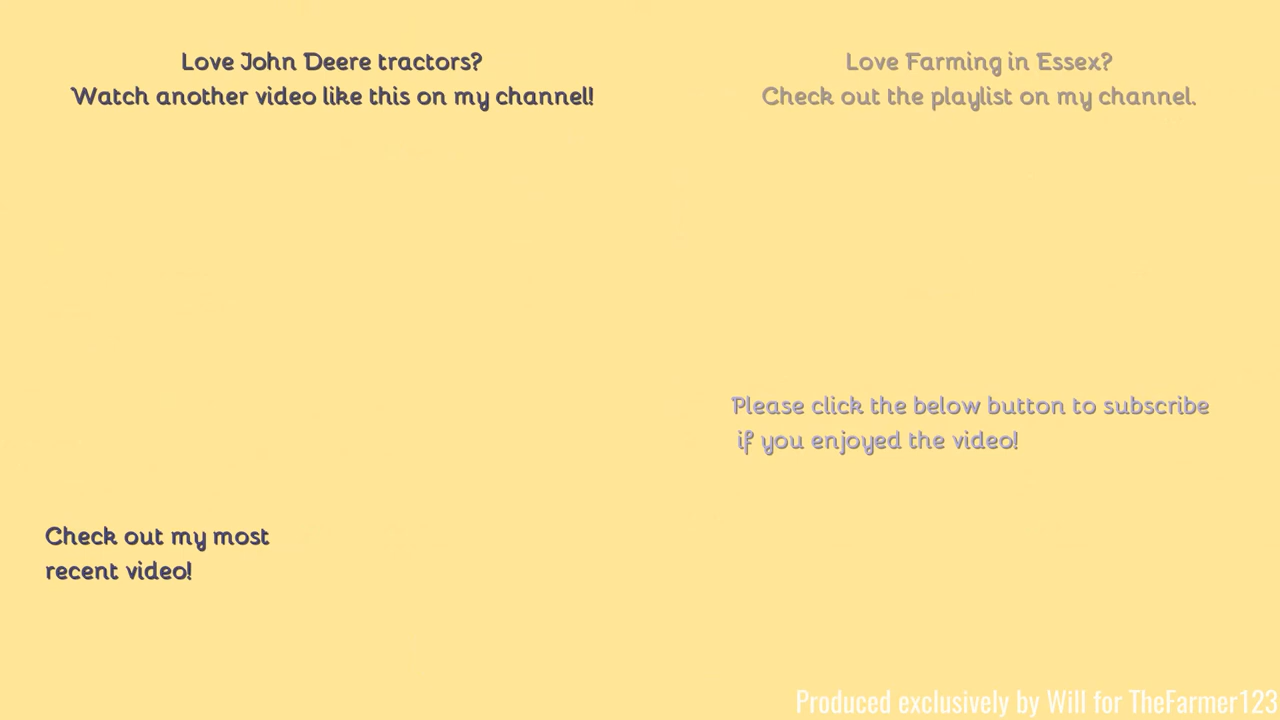 Love John Deere tractors?
Watch another video like this on my channel!
Love Farming in Essex?
Check out the playlist on my channel.
Please click the below button to subscribe
if you enjoyed the video!
Check out my most
recent video!
Produced exclusively by Will for TheFarmer123